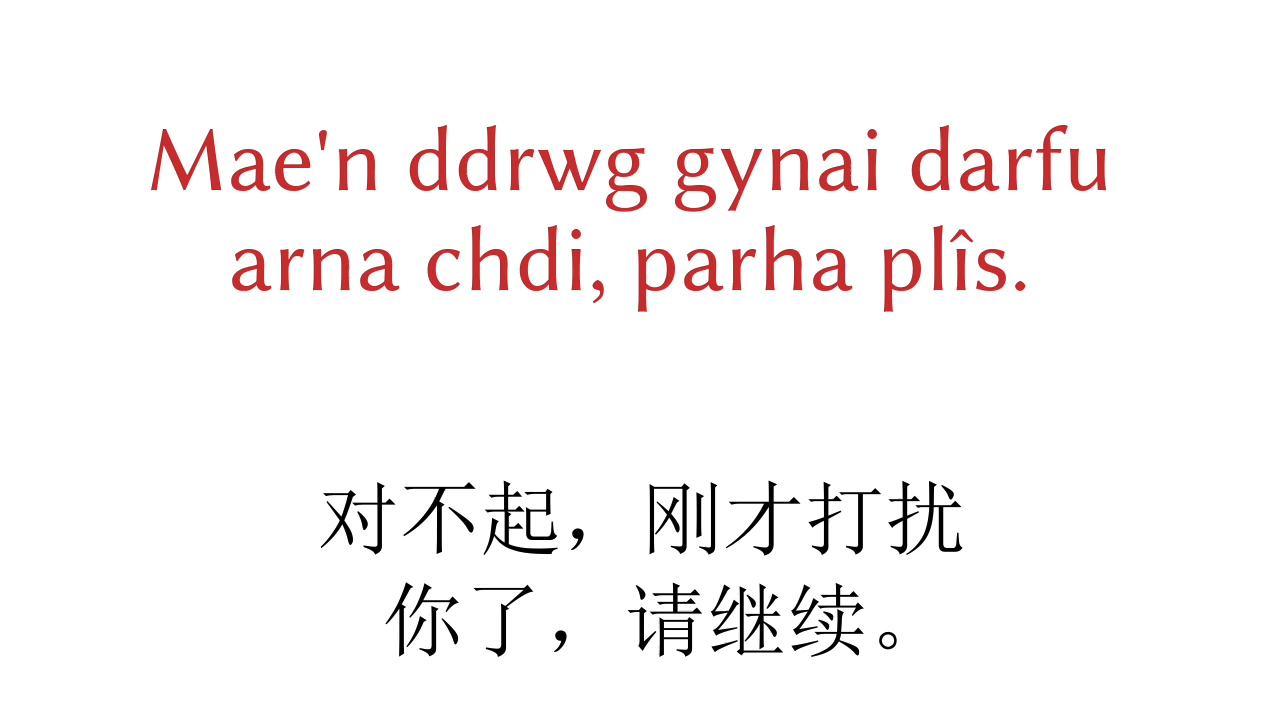 Mae'n ddrwg gynai darfu
arna chdi, parha plîs.
对不起，刚才打扰
你了，请继续。